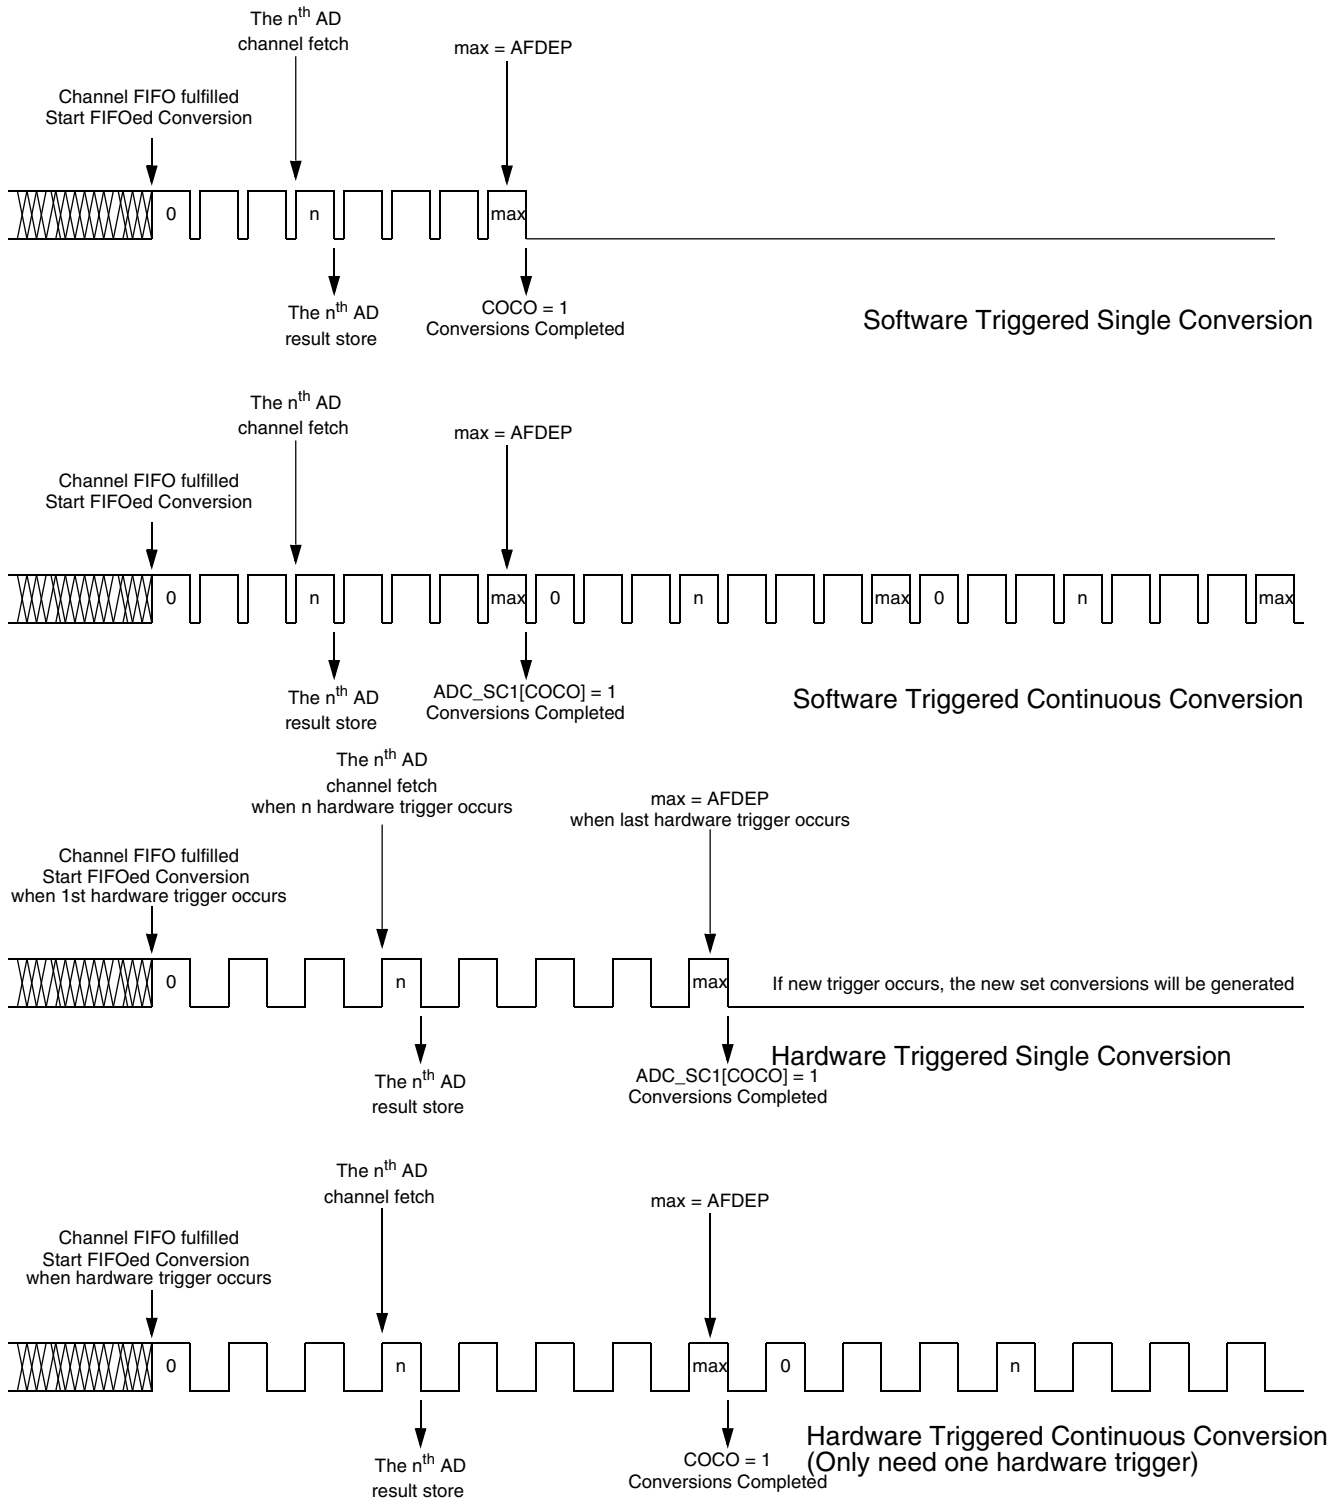 The nth AD
channel fetch
max = AFDEP
Channel FIFO fulfilled
Start FIFOed Conversion
0
n
max
The nth AD
result store
COCO = 1
Conversions Completed
Software Triggered Single Conversion
The nth AD
channel fetch
max = AFDEP
Channel FIFO fulfilled
Start FIFOed Conversion
0
n
max
0
n
max
0
n
max
The nth AD
result store
ADC_SC1[COCO] = 1
Conversions Completed
Software Triggered Continuous Conversion
The nth AD
channel fetch
when n hardware trigger occurs
max = AFDEP
when last hardware trigger occurs
Channel FIFO fulfilled
Start FIFOed Conversion
when 1st hardware trigger occurs
0
n
max
If new trigger occurs, the new set conversions will be generated
The nth AD
result store
ADC_SC1[COCO] = 1
Conversions Completed
Hardware Triggered Single Conversion
The nth AD
channel fetch
max = AFDEP
Channel FIFO fulfilled
Start FIFOed Conversion
when hardware trigger occurs
0
n
max
0
n
The nth AD
result store
COCO = 1
Conversions Completed
Hardware Triggered Continuous Conversion
(Only need one hardware trigger)